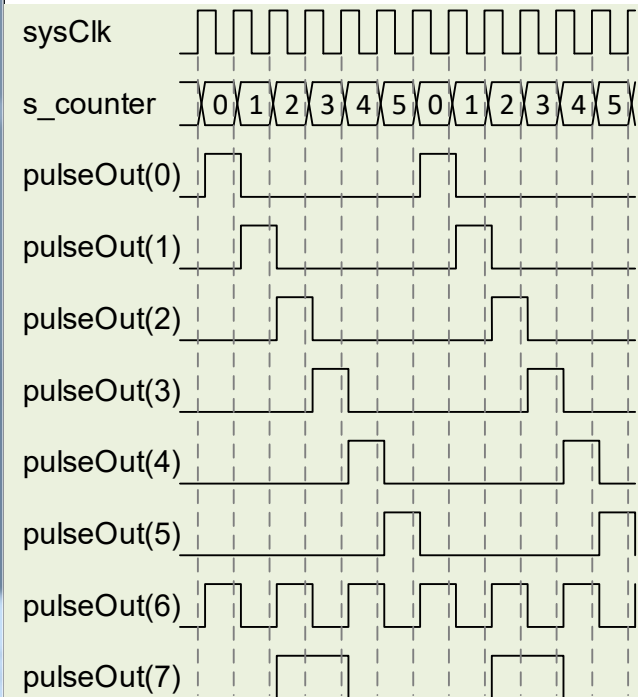 sysClk
s_counter 0 1 2 3 4 5 0 1 2 3 4 5
pulseOut(0)
pulseOut(1)
pulseOut(2)
pulseOut(3)
pulseOut(4)
pulseOut(5)
pulseOut(6)
pulseOut(7)